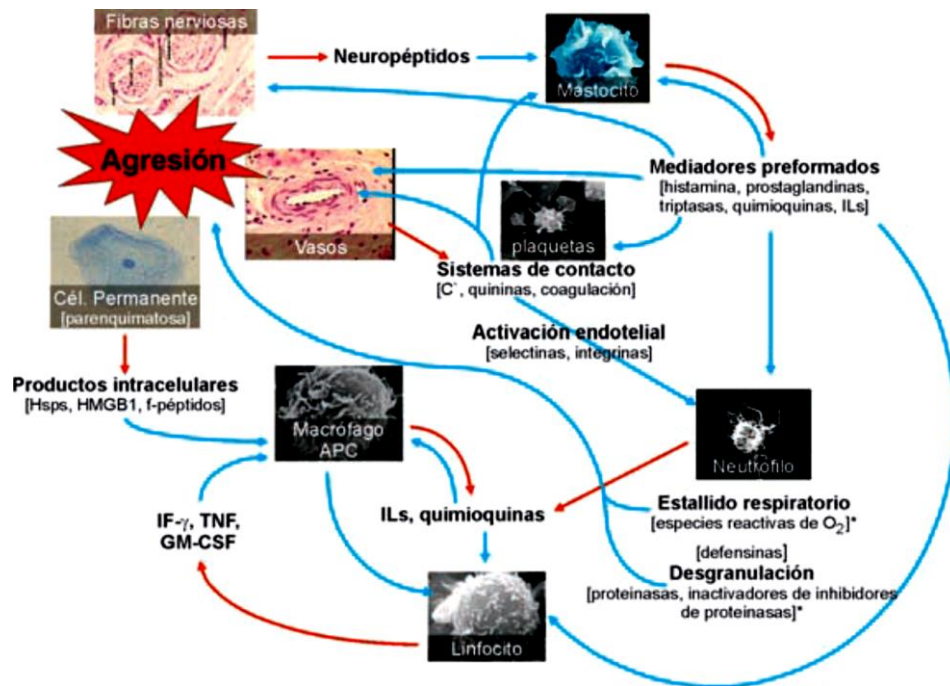 Fibras nerviosas
Neuropéptidos
Mastocito
Agresión
Mediadores preformados
[histamina, prostaglandinas,
triptasas, quimioquinas, ILs]
Vasos
plaquetas
Sistemas de contacto
[C`, quininas, coagulación]
Cél. Permanente
[parenquimatosa]
Activación endotelial
[selectinas, integrinas]
Productos intracelulares
[Hsps, HMGB1, f-péptidos]
Macrófago
APC
Neutrófilo
ILs, quimioquinas
IF-γ, TNF,
GM-CSF
Estallido respiratorio
[especies reactivas de O₂]*
[defensinas]
Desgranulación
[proteinasas, inactivadores de inhibidores
de proteinasas]*
Linfocito